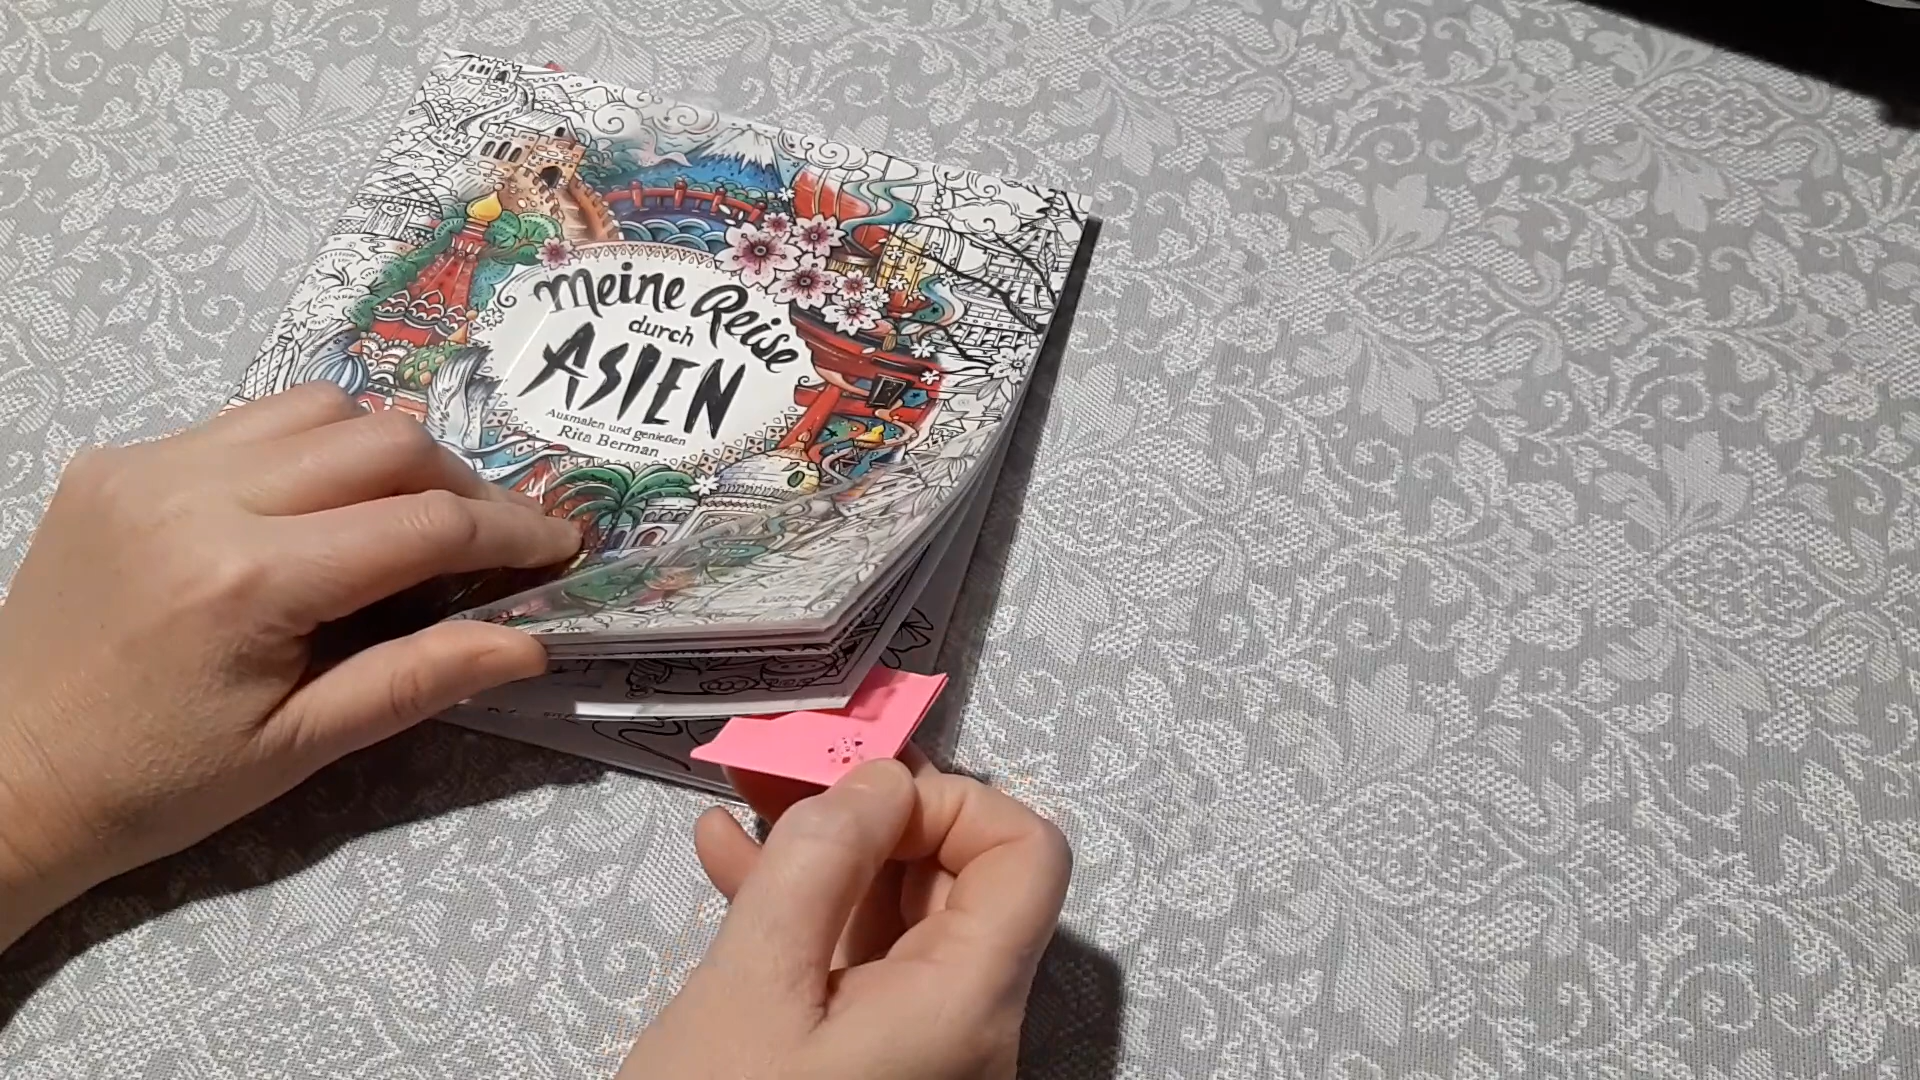 Meine Reise
durch
ASIEN
Ausmalen und genießen
Rita Berman